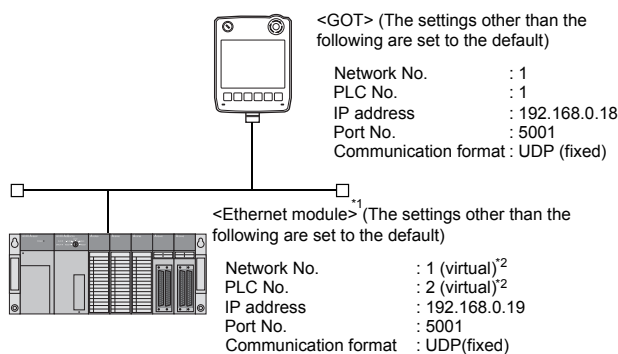 <GOT> (The settings other than the
following are set to the default)
Network No. : 1
PLC No. : 1
IP address : 192.168.0.18
Port No. : 5001
Communication format : UDP (fixed)
<Ethernet module>*1 (The settings other than the
following are set to the default)
Network No. : 1 (virtual)*2
PLC No. : 2 (virtual)*2
IP address : 192.168.0.19
Port No. : 5001
Communication format : UDP(fixed)